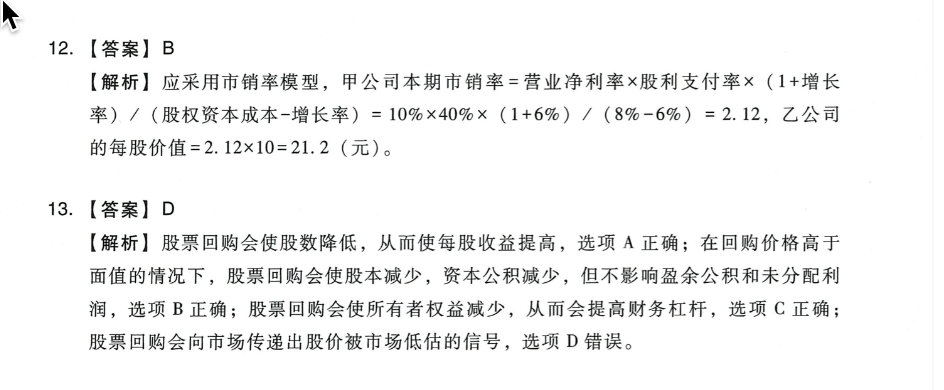 12. 【答案】B
【解析】应采用市销率模型，甲公司本期市销率=营业净利率×股利支付率×（1+增长
率）/（股权资本成本-增长率）= 10%×40%×（1+6%）/（8%-6%）= 2.12，乙公司
的每股价值=2.12×10=21.2（元）。
13. 【答案】D
【解析】股票回购会使股数降低，从而使每股收益提高，选项 A 正确；在回购价格高于
面值的情况下，股票回购会使股本减少，资本公积减少，但不影响盈余公积和未分配利
润，选项 B 正确；股票回购会使所有者权益减少，从而会提高财务杠杆，选项 C 正确；
股票回购会向市场传递出股价被市场低估的信号，选项 D 错误。